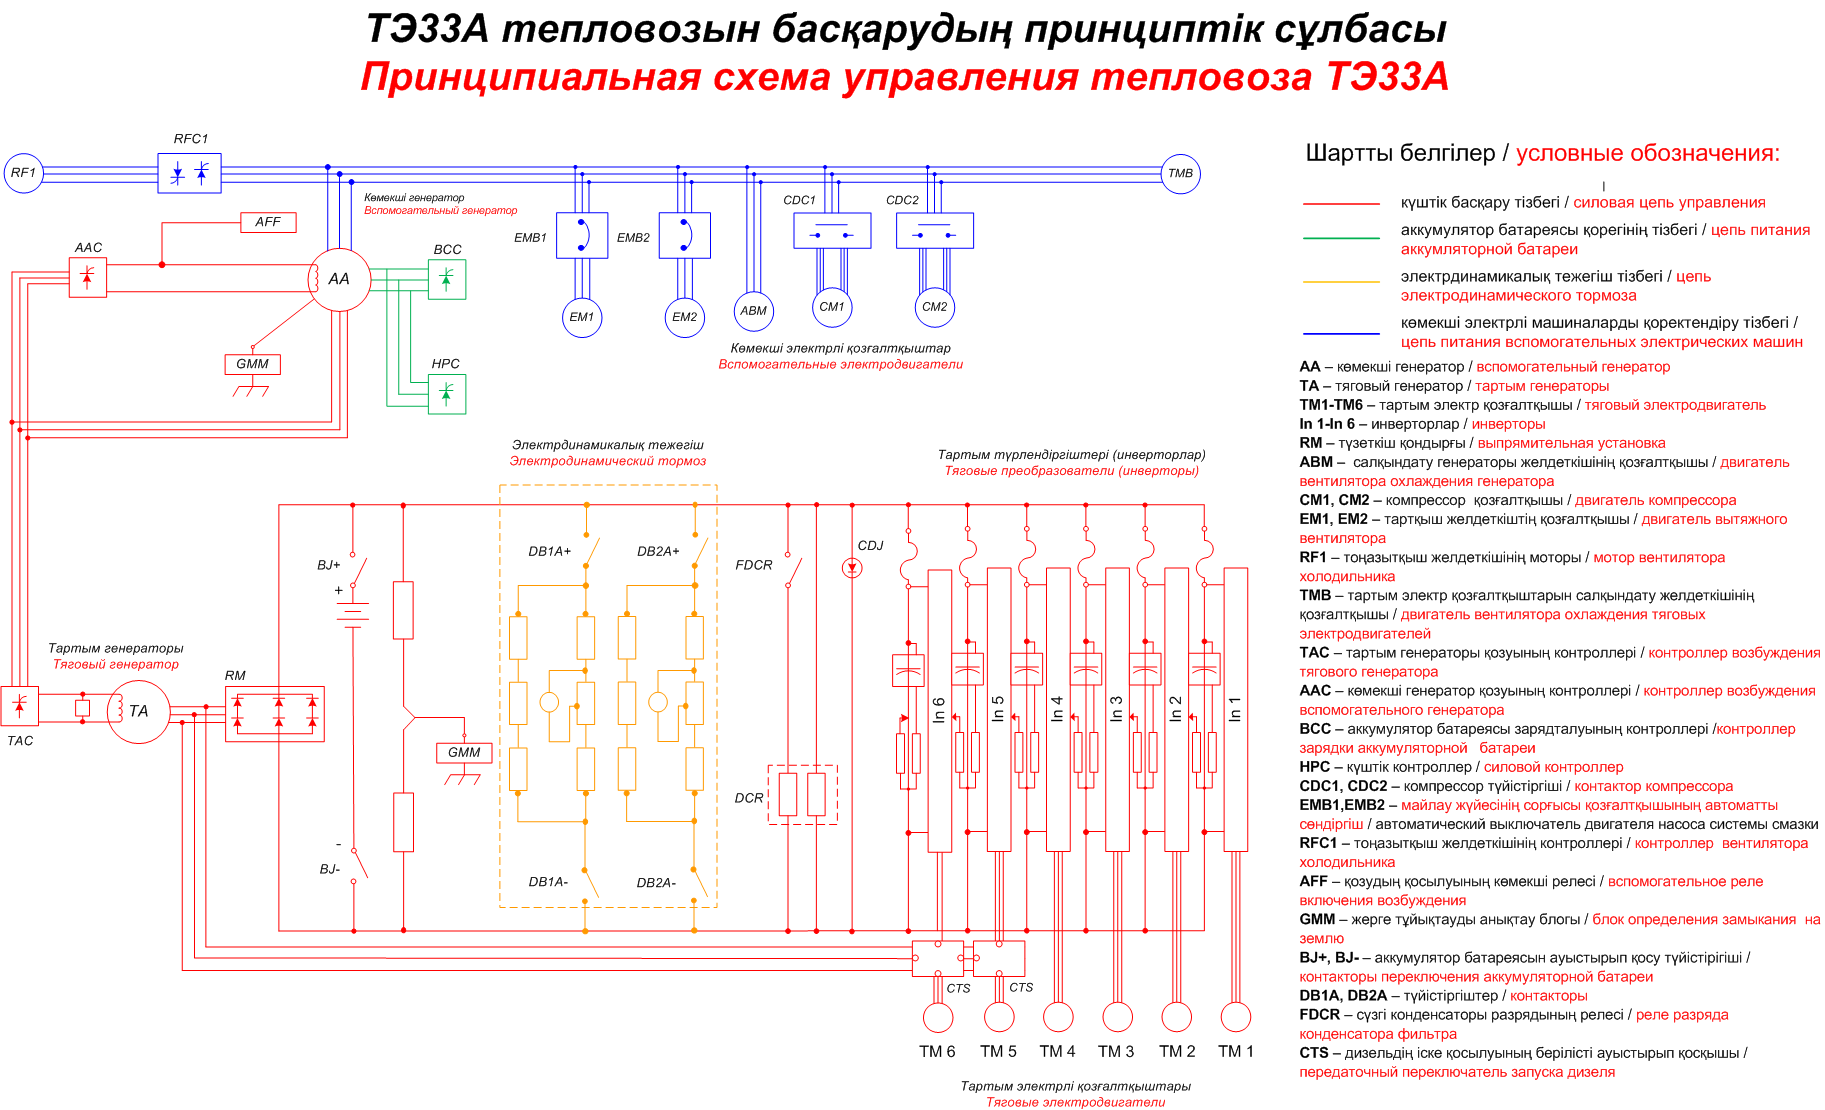 ТЭ33А тепловозын басқарудың принциптік сұлбасы
Принципиальная схема управления тепловоза ТЭ33А
RFC1
RF1
TMB
Көмекші генератор
Вспомогательный генератор
AFF
AAC
AA
BCC
GMM
HPC
EMB1
EMB2
CDC1
CDC2
EM1
EM2
ABM
CM1
CM2
Көмекші электрлі қозғалтқыштар
Вспомогательные электродвигатели
Электрдинамикалық тежегіш
Электродинамический тормоз
Тартым түрлендіргіштері (инверторлар)
Тяговые преобразователи (инверторы)
BJ+
+
DB1A+
DB2A+
FDCR
CDJ
Тартым генераторы
Тяговый генератор
RM
TA
TAC
GMM
In 6
In 5
In 4
In 3
In 2
In 1
DCR
-
BJ-
DB1A-
DB2A-
CTS
CTS
TM 6
TM 5
TM 4
TM 3
TM 2
TM 1
Тартым электрлі қозғалтқыштары
Тяговые электродвигатели
Шартты белгілер / условные обозначения:
күштік басқару тізбегі / силовая цепь управления
аккумулятор батареясы қорегінің тізбегі / цепь питания
аккумляторной батареи
электрдинамикалық тежегіш тізбегі / цепь
электродинамического тормоза
көмекші электрлі машиналарды қоректендіру тізбегі /
цепь питания вспомогательных электрических машин
AA – көмекші генератор / вспомогательный генератор
TA – тяговый генератор / тартым генераторы
TM1-TM6 – тартым электр қозғалтқышы / тяговый электродвигатель
In 1-In 6 – инверторлар / инверторы
RM – түзеткіш қондырғы / выпрямительная установка
ABM –  салқындату генераторы желдеткішінің қозғалтқышы / двигатель
вентилятора охлаждения генератора
CM1, CM2 – компрессор  қозғалтқышы / двигатель компрессора
EM1, EM2 – тартқыш желдеткіштің қозғалтқышы / двигатель вытяжного
вентилятора
RF1 – тоңазытқыш желдеткішінің моторы / мотор вентилятора
холодильника
TMB – тартым электр қозғалтқыштарын салқындату желдеткішінің
қозғалтқышы / двигатель вентилятора охлаждения тяговых
электродвигателей
TAC – тартым генераторы қозуының контроллері / контроллер возбуждения
тягового генератора
AAC – көмекші генератор қозуының контроллері / контроллер возбуждения
вспомогательного генератора
BCC – аккумулятор батареясы зарядталуының контроллері /контроллер
зарядки аккумуляторной   батареи
HPC – күштік контроллер / силовой контроллер
CDC1, CDC2 – компрессор түйістіргіші / контактор компрессора
EMB1,EMB2 – майлау жүйесінің сорғысы қозғалтқышының автоматты
сөндіргіш / автоматический выключатель двигателя насоса системы смазки
RFC1 – тоңазытқыш желдеткішінің контроллері / контроллер  вентилятора
холодильника
AFF – қозудың қосылуының көмекші релесі / вспомогательное реле
включения возбуждения
GMM – жерге тұйықтауды анықтау блогы / блок определения замыкания  на
землю
BJ+, BJ- – аккумулятор батареясын ауыстырып қосу түйістірігіші /
контакторы переключения аккумуляторной батареи
DB1A, DB2A – түйістіргіштер / контакторы
FDCR – сүзгі конденсаторы разрядының релесі / реле разряда
конденсатора фильтра
CTS – дизельдің іске қосылуының берілісті ауыстырып қосқышы /
передаточный переключатель запуска дизеля